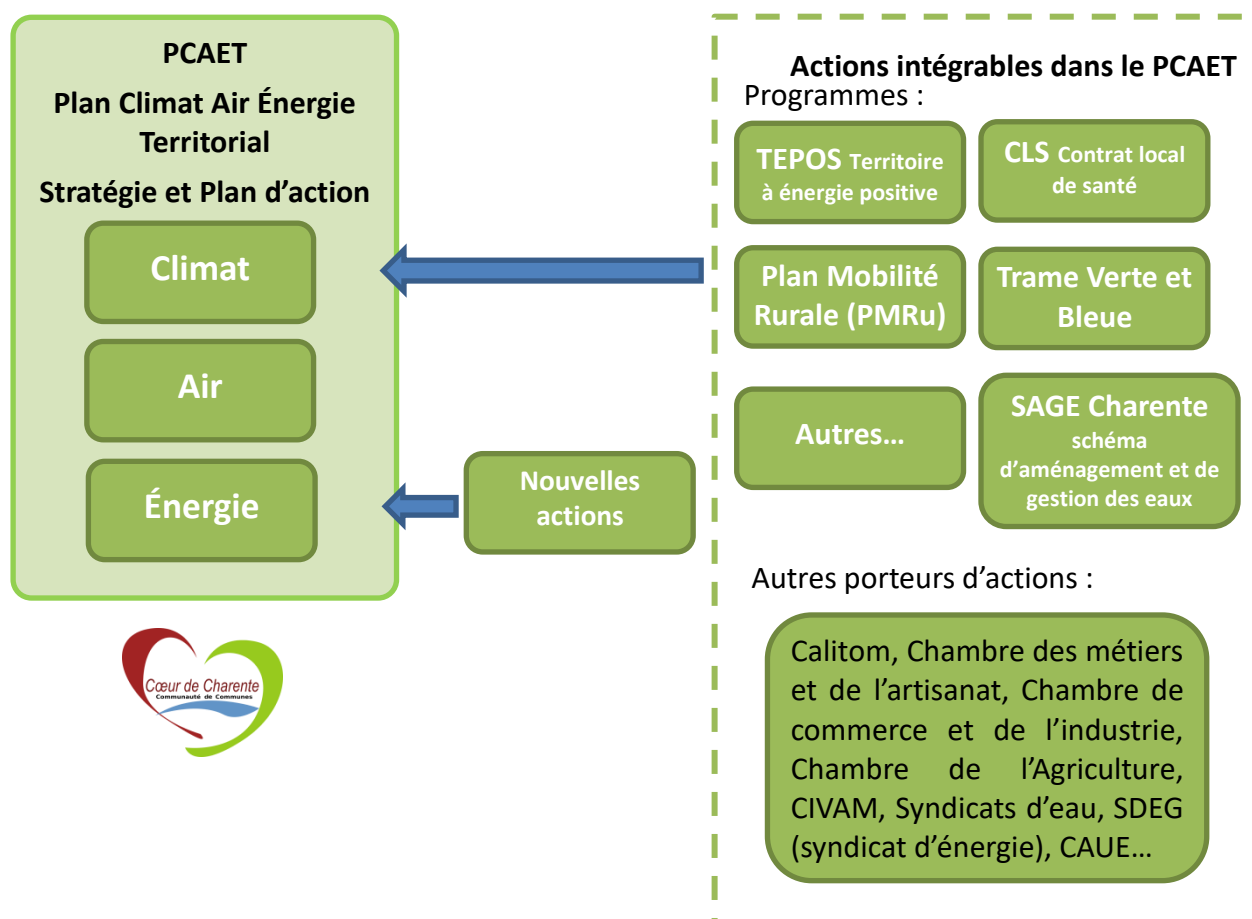 PCAET
Plan Climat Air Énergie
Territorial
Stratégie et Plan d'action
Climat
Air
Énergie
Nouvelles
actions
Cœur de Charente
Communauté de Communes
Actions intégrables dans le PCAET
Programmes :
TEPOS Territoire
à énergie positive
CLS Contrat local
de santé
Plan Mobilité
Rurale (PMRu)
Trame Verte et
Bleue
Autres…
SAGE Charente
schéma
d'aménagement et de
gestion des eaux
Autres porteurs d'actions :
Calitom, Chambre des métiers
et de l'artisanat, Chambre de
commerce et de l'industrie,
Chambre de l'Agriculture,
CIVAM, Syndicats d'eau, SDEG
(syndicat d'énergie), CAUE…